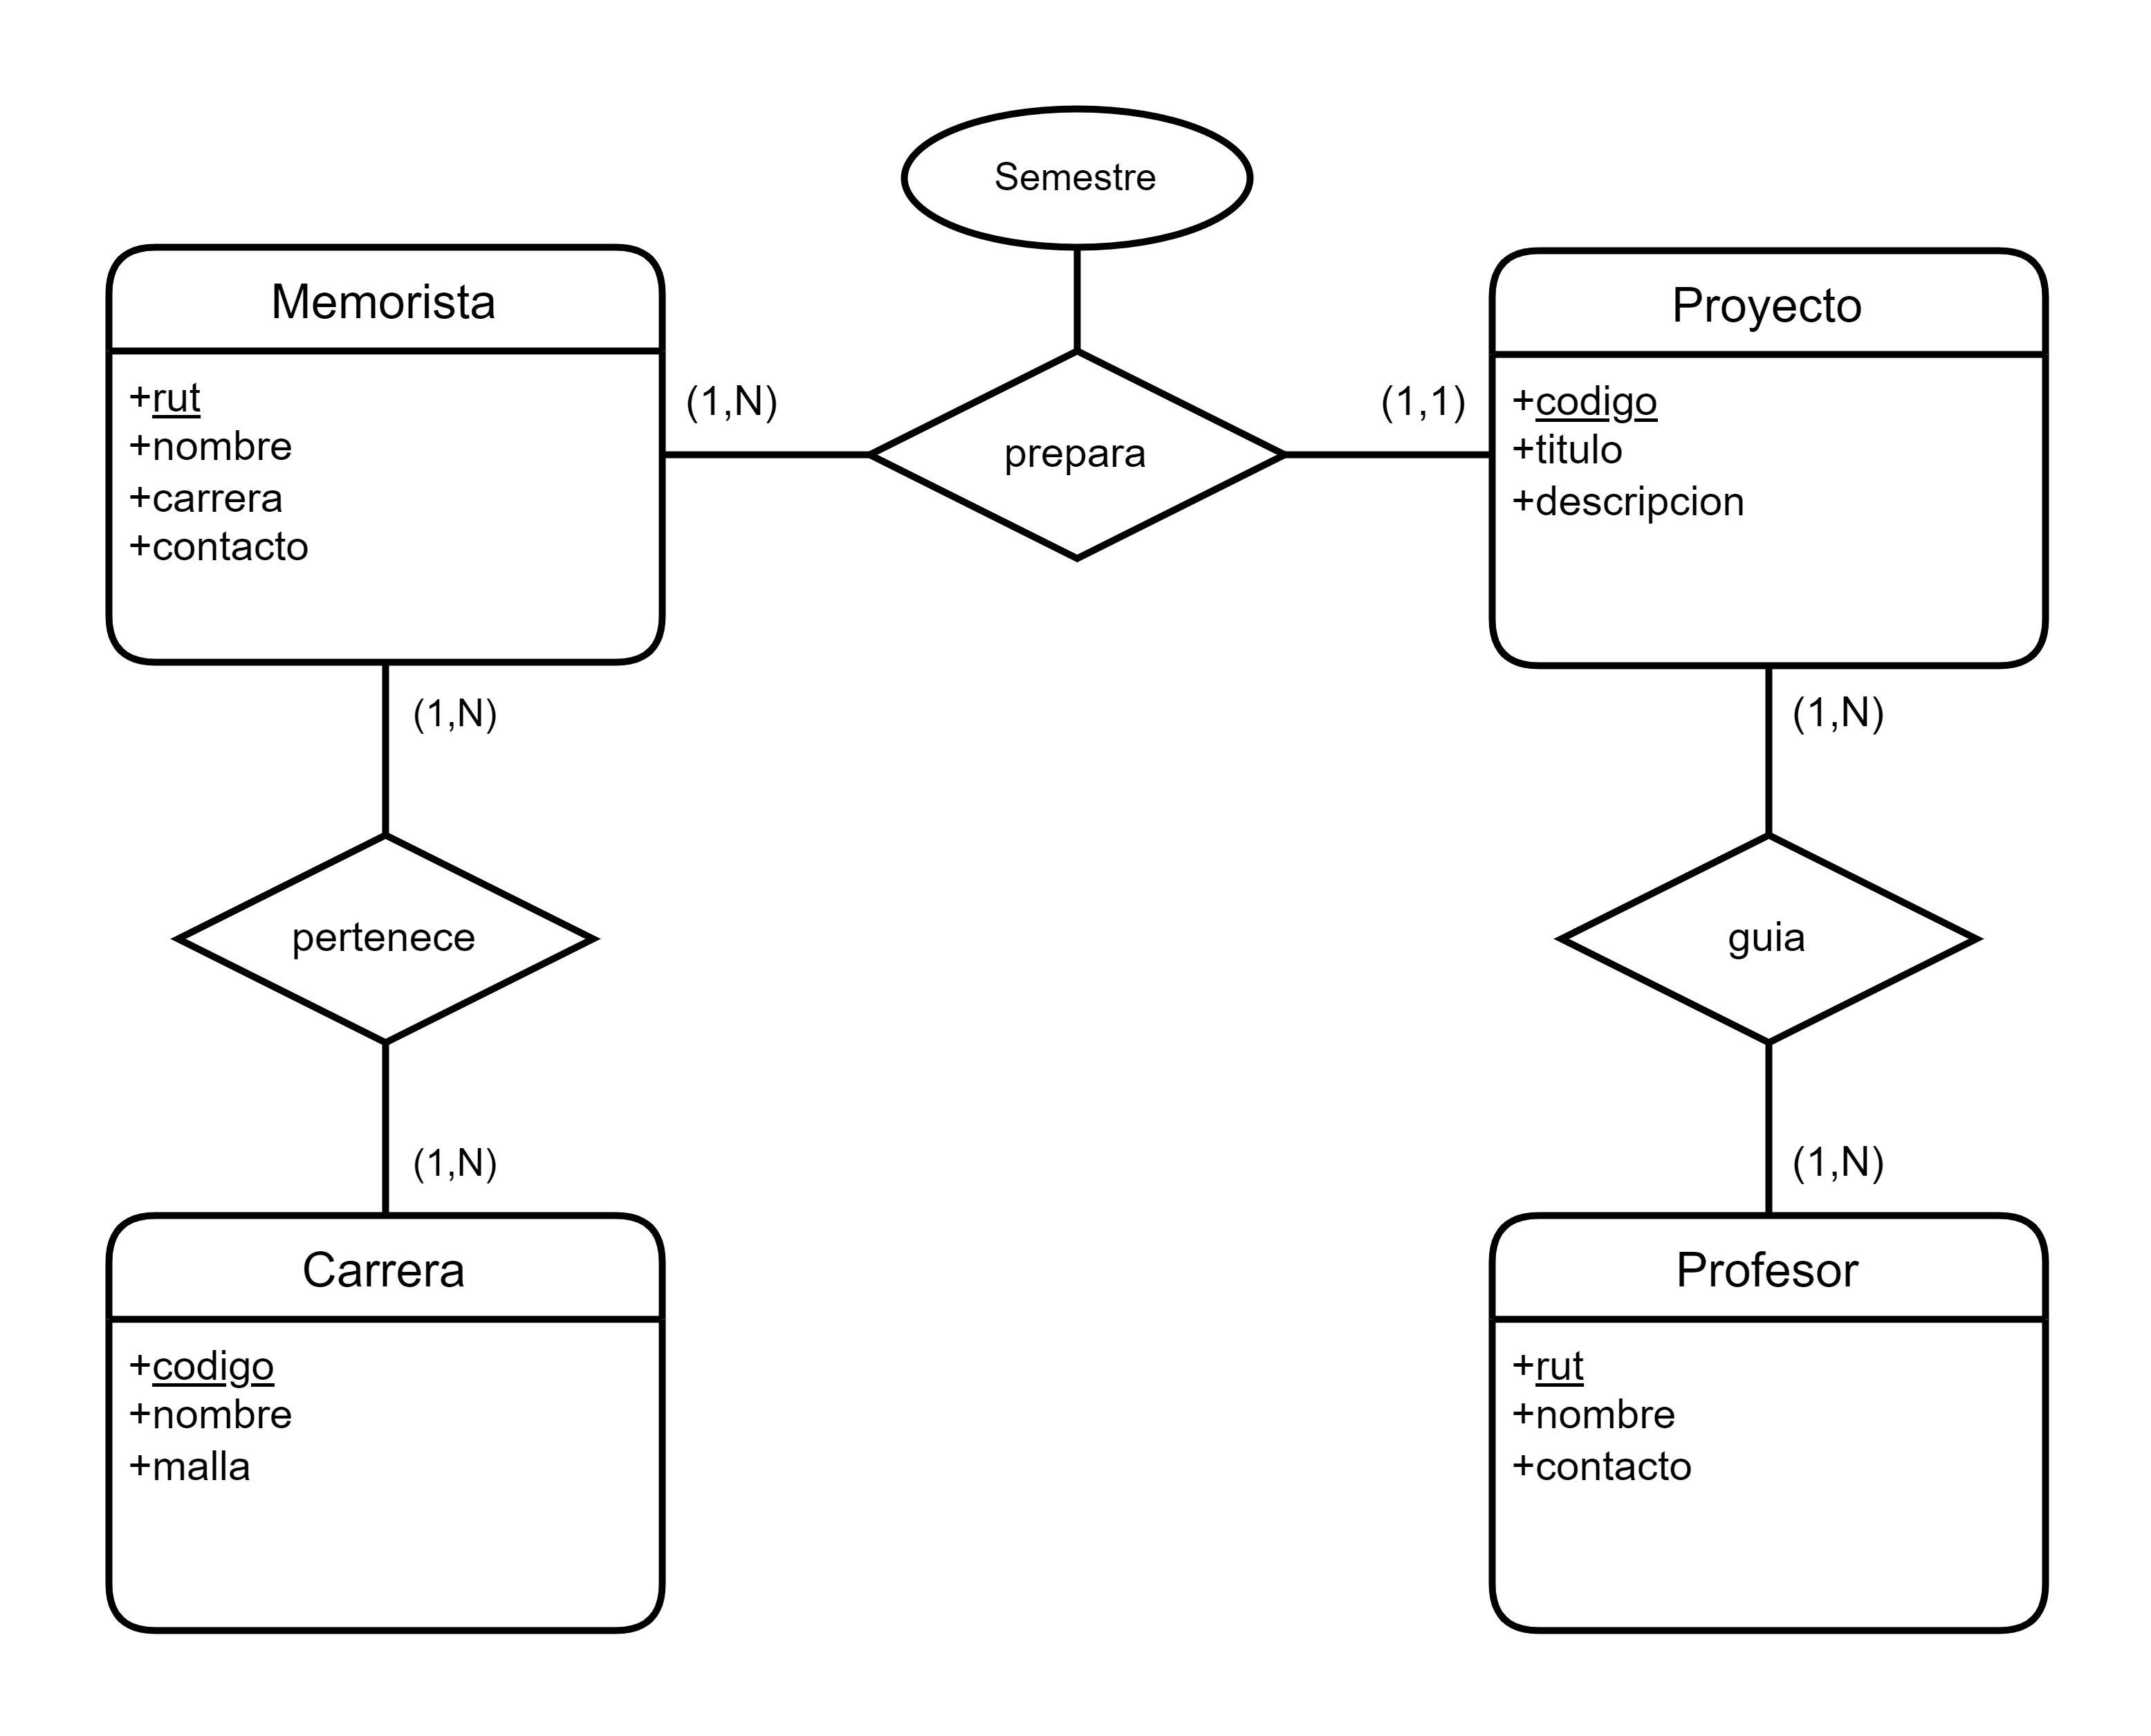 Semestre
Memorista
+rut
+nombre
+carrera
+contacto
(1,N)
prepara
(1,1)
Proyecto
+codigo
+titulo
+descripcion
(1,N)
pertenece
(1,N)
(1,N)
guia
(1,N)
Carrera
+codigo
+nombre
+malla
Profesor
+rut
+nombre
+contacto